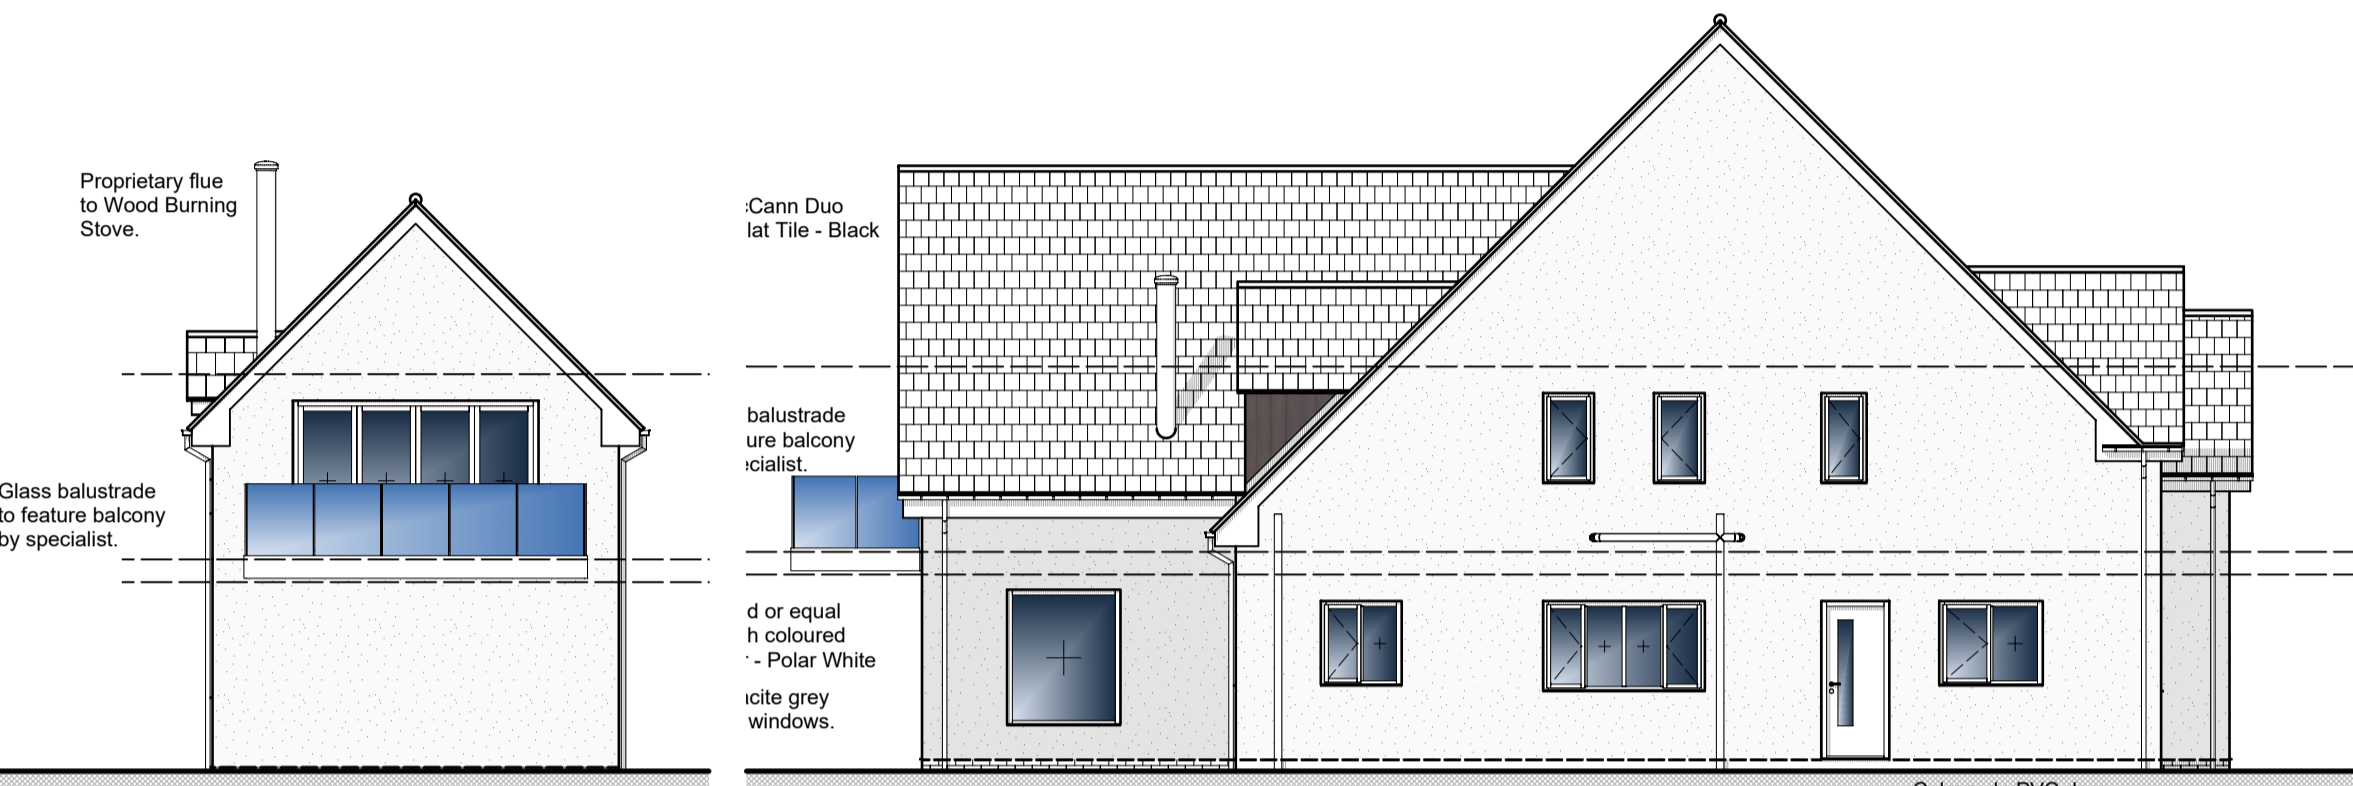 Proprietary flue
to Wood Burning
Stove.
Glass balustrade
to feature balcony
by specialist.
Cann Duo
lat Tile - Black
balustrade
ure balcony
ecialist.
d or equal
h coloured
- Polar White
cite grey
windows.